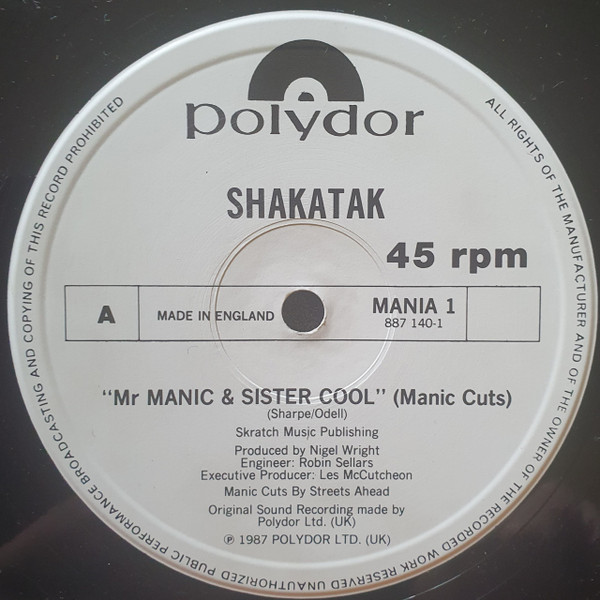 polydor
SHAKATAK
45 rpm
A
MADE IN ENGLAND
MANIA 1
887 140-1
"Mr MANIC & SISTER COOL" (Manic Cuts)
(Sharpe/Odell)
Skratch Music Publishing
Produced by Nigel Wright
Engineer: Robin Sellars
Executive Producer: Les McCutcheon
Manic Cuts By Streets Ahead
Original Sound Recording made by
Polydor Ltd. (UK)
℗ 1987 POLYDOR LTD. (UK)
ALL RIGHTS OF THE MANUFACTURER AND OF THE OWNER OF THE RECORDED WORK RESERVED UNAUTHORIZED PUBLIC PERFORMANCE BROADCASTING AND COPYING OF THIS RECORD PROHIBITED